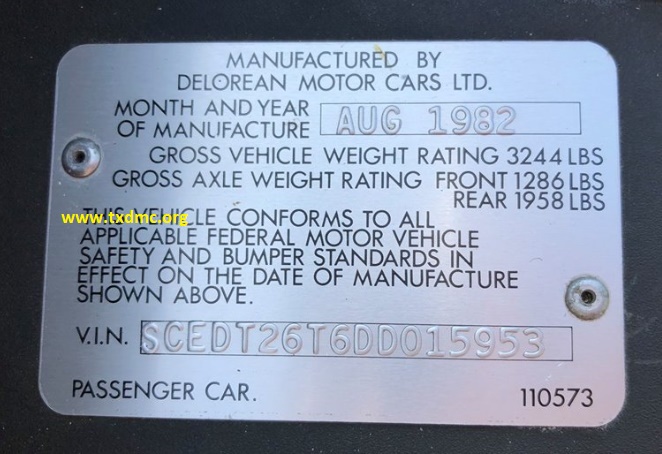 MANUFACTURED BY
DELOREAN MOTOR CARS LTD.
MONTH AND YEAR
OF MANUFACTURE AUG 1982
GROSS VEHICLE WEIGHT RATING 3244 LBS
GROSS AXLE WEIGHT RATING FRONT 1286 LBS
REAR 1958 LBS
www.txdmc.org
THIS VEHICLE CONFORMS TO ALL
APPLICABLE FEDERAL MOTOR VEHICLE
SAFETY AND BUMPER STANDARDS IN
EFFECT ON THE DATE OF MANUFACTURE
SHOWN ABOVE.
V.I.N. SCEDT26T6DD015953
PASSENGER CAR. 110573